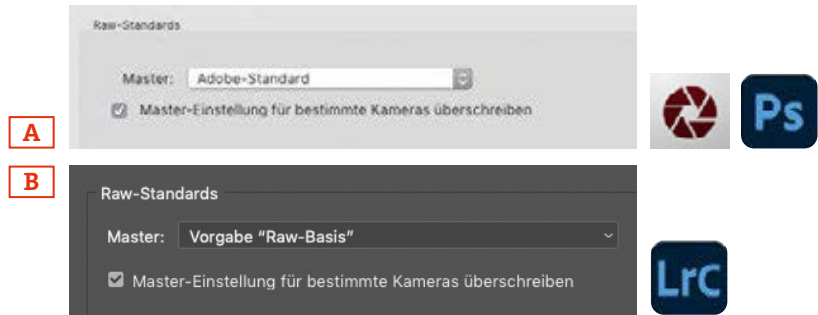 Raw-Standards
Master: Adobe-Standard
Master-Einstellung für bestimmte Kameras überschreiben
A
Ps
B
Raw-Standards
Master: Vorgabe "Raw-Basis"
Master-Einstellung für bestimmte Kameras überschreiben
LrC